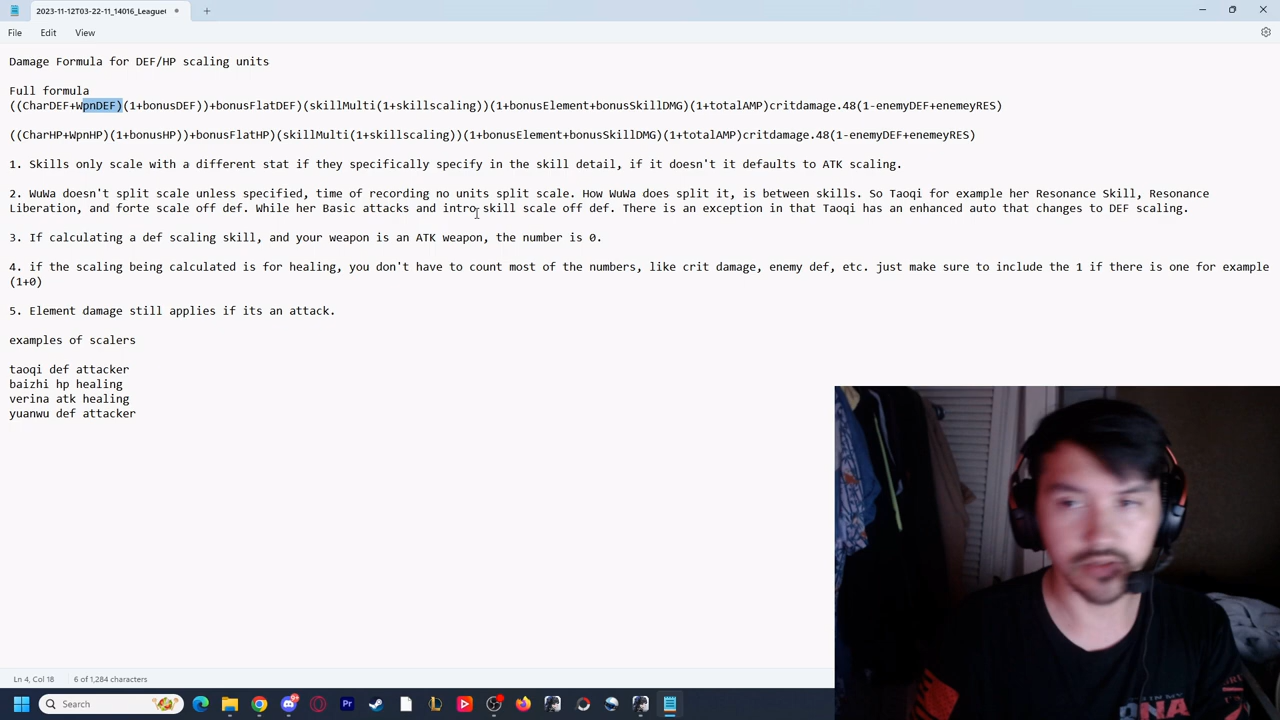 2023-11-12T03-22-11_14016_League
File Edit View
Damage Formula for DEF/HP scaling units
Full formula
((CharDEF+WpnDEF)(1+bonusDEF))+bonusFlatDEF)(skillMulti(1+skillscaling))(1+bonusElement+bonusSkillDMG)(1+totalAMP)critdamage.48(1-enemyDEF+enemeyRES)
((CharHP+WpnHP)(1+bonusHP))+bonusFlatHP)(skillMulti(1+skillscaling))(1+bonusElement+bonusSkillDMG)(1+totalAMP)critdamage.48(1-enemyDEF+enemeyRES)
1. Skills only scale with a different stat if they specifically specify in the skill detail, if it doesn't it defaults to ATK scaling.
2. WuWa doesn't split scale unless specified, time of recording no units split scale. How WuWa does split it, is between skills. So Taoqi for example her Resonance Skill, Resonance
Liberation, and forte scale off def. While her Basic attacks and intro skill scale off def. There is an exception in that Taoqi has an enhanced auto that changes to DEF scaling.
3. If calculating a def scaling skill, and your weapon is an ATK weapon, the number is 0.
4. if the scaling being calculated is for healing, you don't have to count most of the numbers, like crit damage, enemy def, etc. just make sure to include the 1 if there is one for example
(1+0)
5. Element damage still applies if its an attack.
examples of scalers
taoqi def attacker
baizhi hp healing
verina atk healing
yuanwu def attacker
Ln 4, Col 18 6 of 1,284 characters
Search
DNA